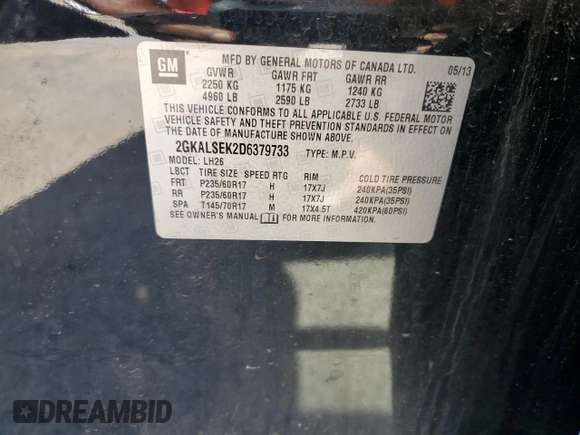 GM
MFD BY GENERAL MOTORS OF CANADA LTD. 05/13
GVWR GAWR FRT GAWR RR
2250 KG 1175 KG 1240 KG
4960 LB 2590 LB 2733 LB
THIS VEHICLE CONFORMS TO ALL APPLICABLE U.S. FEDERAL MOTOR
VEHICLE SAFETY AND THEFT PREVENTION STANDARDS IN EFFECT ON
THE DATE OF MANUFACTURE SHOWN ABOVE.
2GKALSEK2D6379733 TYPE: M.P.V.
MODEL: LH26
LBCT TIRE SIZE SPEED RTG RIM COLD TIRE PRESSURE
FRT P235/60R17 H 17X7J 240KPA(35PSI)
RR P235/60R17 H 17X7J 240KPA(35PSI)
SPA T145/70R17 M 17X4.5T 420KPA(60PSI)
SEE OWNER'S MANUAL FOR MORE INFORMATION.
DREAMBID